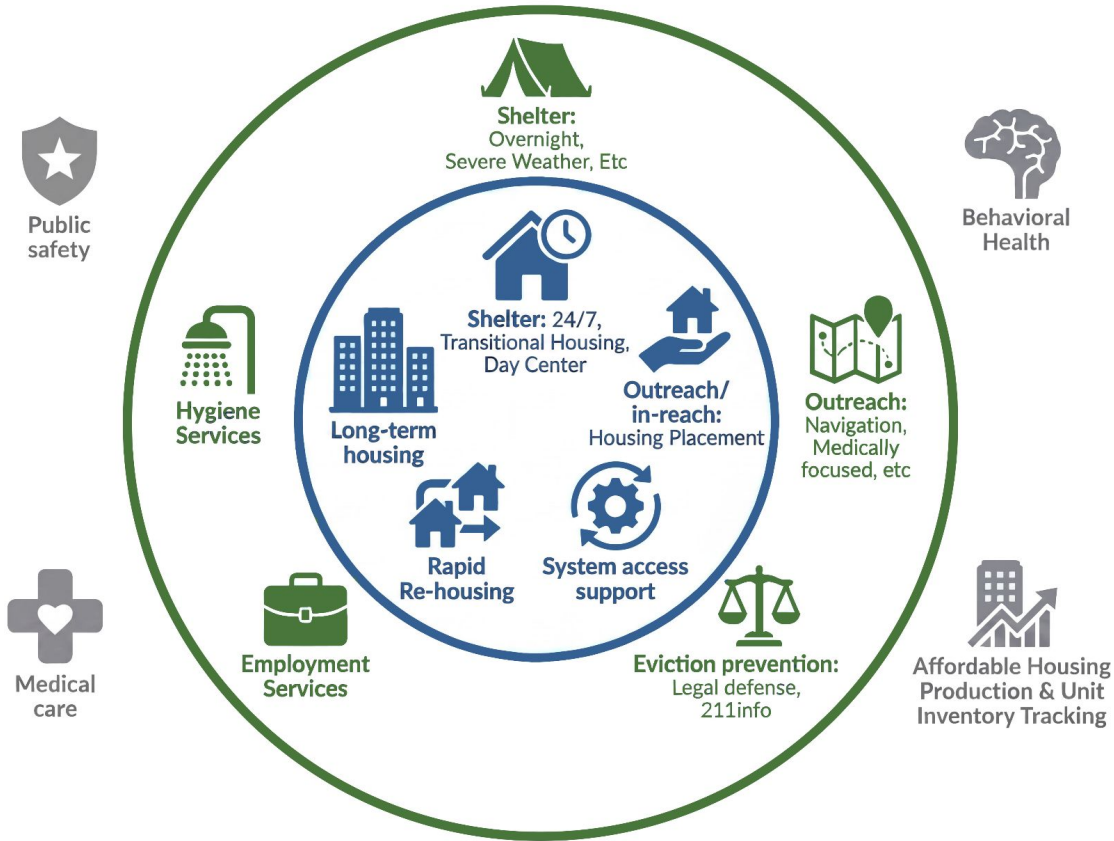 Shelter:
Overnight,
Severe Weather, Etc
Public
safety
Behavioral
Health
Shelter: 24/7,
Transitional Housing,
Day Center
Outreach/
in-reach:
Housing Placement
Long-term
housing
Hygiene
Services
Outreach:
Navigation,
Medically
focused, etc
Rapid
Re-housing
System access
support
Employment
Services
Eviction prevention:
Legal defense,
211info
Medical
care
Affordable Housing
Production & Unit
Inventory Tracking